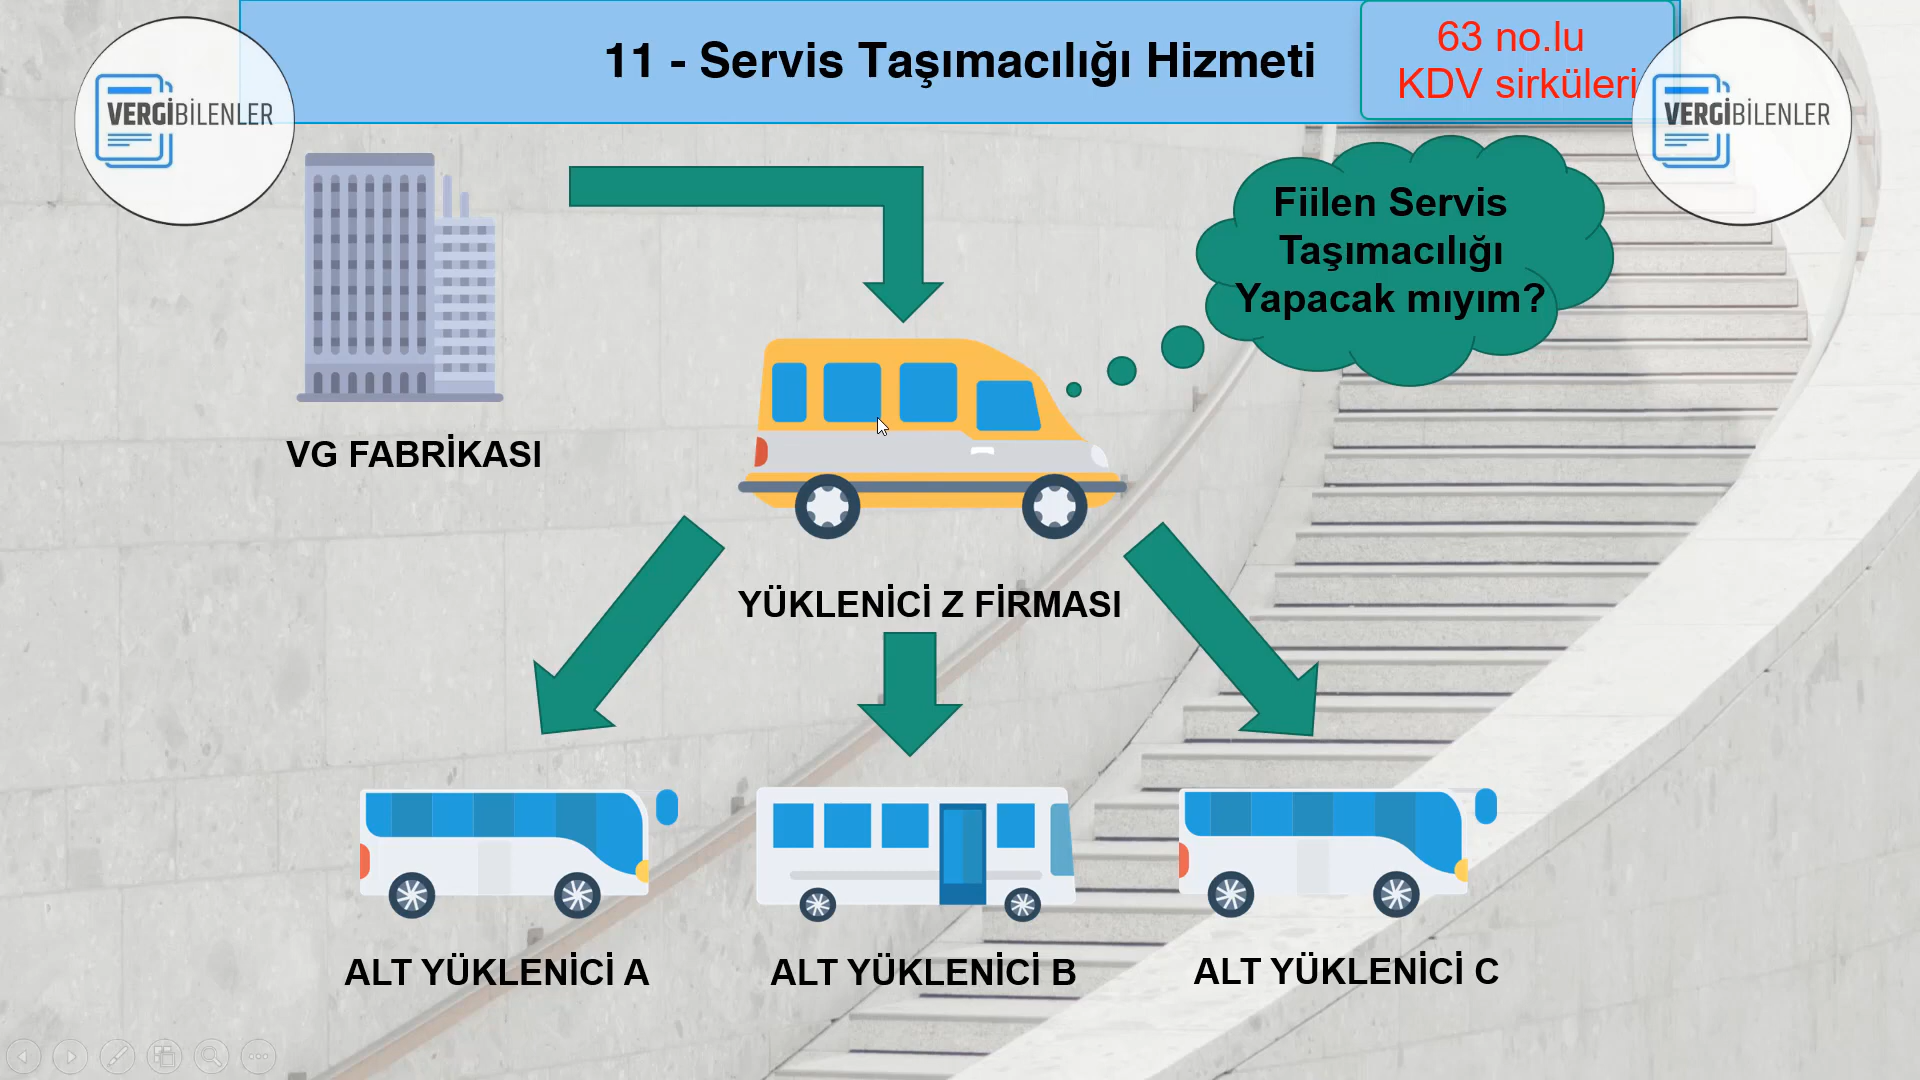 11 - Servis Taşımacılığı Hizmeti
63 no.lu
KDV sirküleri
VERGİBİLENLER
VERGİBİLENLER
Fiilen Servis
Taşımacılığı
Yapacak mıyım?
VG FABRİKASI
YÜKLENİCİ Z FİRMASI
ALT YÜKLENİCİ A
ALT YÜKLENİCİ B
ALT YÜKLENİCİ C